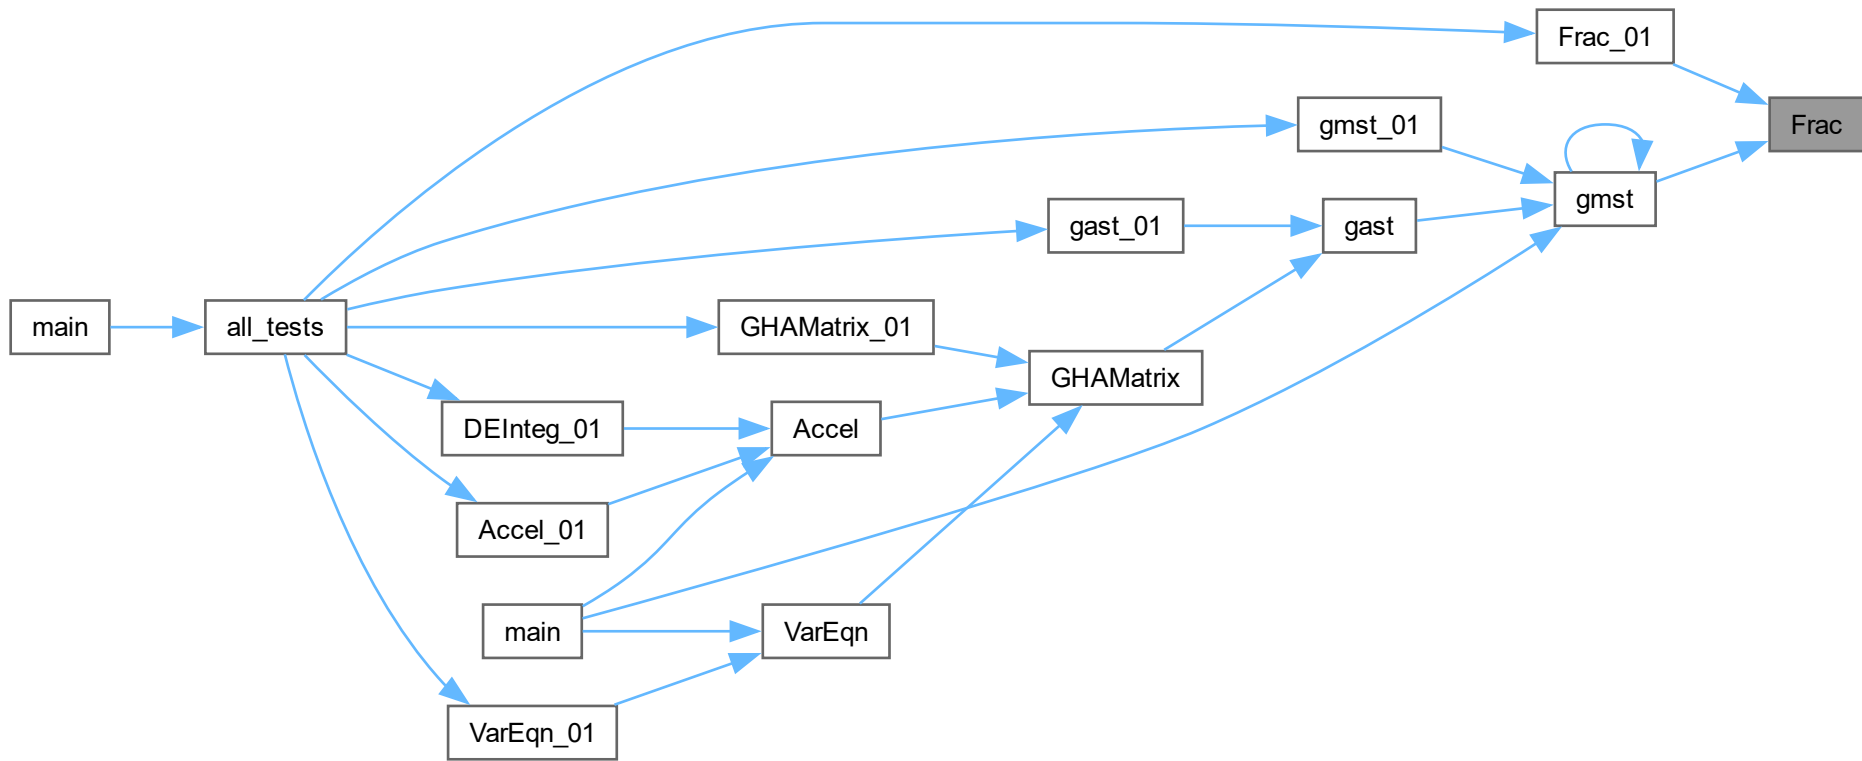 Frac_01
gmst_01
Frac
gmst
gast_01
gast
main
all_tests
GHAMatrix_01
GHAMatrix
DEInteg_01
Accel
Accel_01
main
VarEqn
VarEqn_01